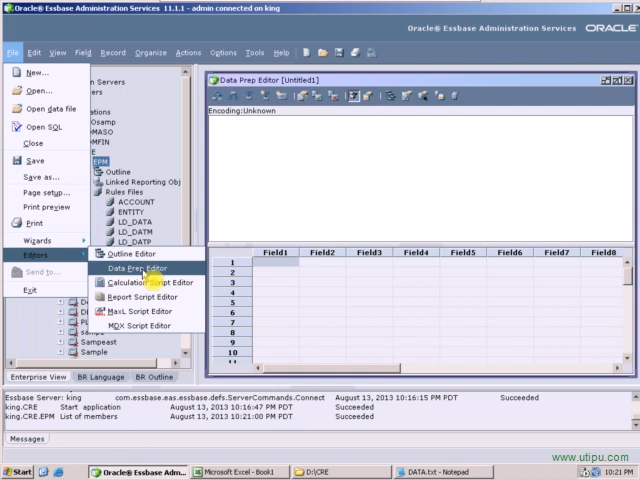 Oracle® Essbase Administration Services 11.1.1 - admin connected on king
Oracle® Essbase Administration Services
ORACLE
File Edit View Field Record Organize Actions Options Tools Help
New...
Open...
Open data file
Open SQL
Close
Save
Save as...
Page setup...
Print preview
Print
Wizards
Editors
Send to...
Exit
Outline Editor
Data Prep Editor
Calculation Script Editor
Report Script Editor
MaxL Script Editor
MDX Script Editor
n Servers
ers
ations
Osamp
MASO
MFIN
E
EPM
Outline
Linked Reporting Obj
Rules Files
ACCOUNT
ENTITY
LD_DATA
LD_DATM
LD_DATP
De
PL
samp
Sampeast
Sample
Enterprise View BR Language BR Outline
Data Prep Editor [Untitled1]
Encoding:Unknown
Field1 Field2 Field3 Field4 Field5 Field6 Field7 Field8
1
2
3
4
5
6
7
8
9
10
11
Essbase Server: king com.essbase.eas.essbase.defs.ServerCommands.Connect August 13, 2013 10:16:15 PM PDT Succeeded
king.CRE Start application August 13, 2013 10:16:47 PM PDT Succeeded
king.CRE.EPM List of members August 13, 2013 10:21:00 PM PDT Succeeded
Messages
www.utipu.com
Start
Oracle® Essbase Adm...
Microsoft Excel - Book1
D:\CRE
DATA.txt - Notepad
10:21 PM